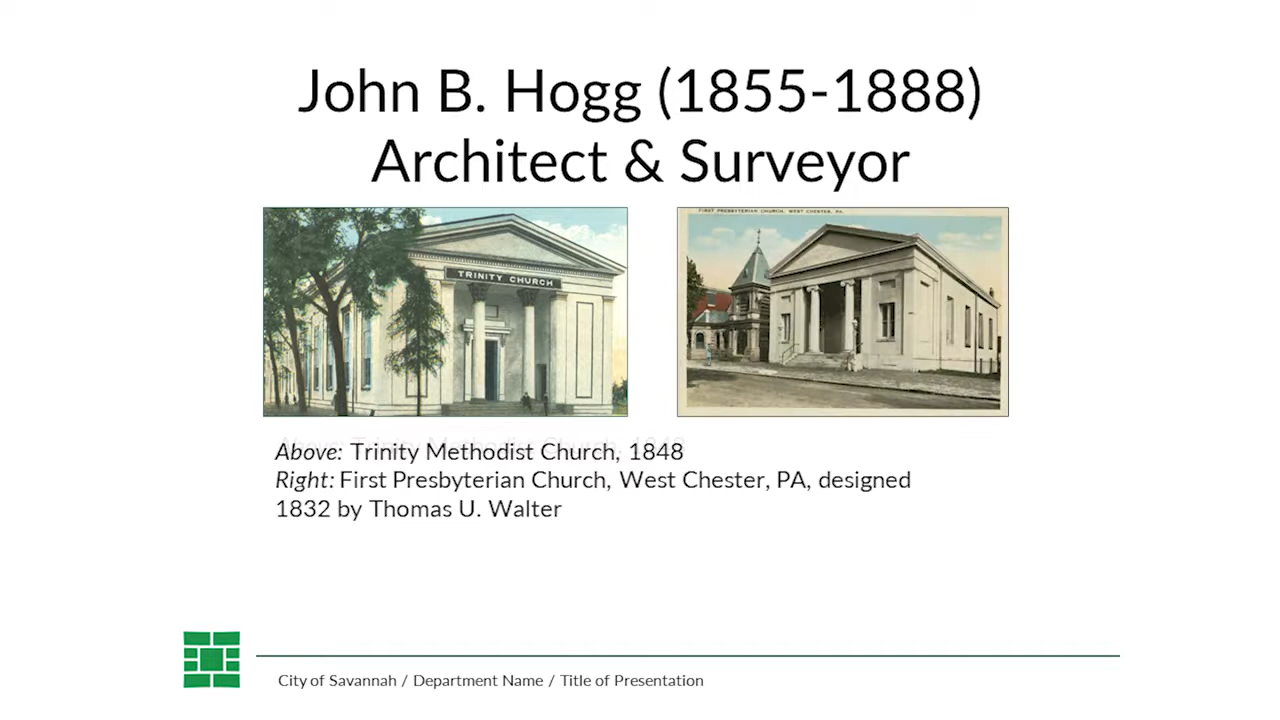 John B. Hogg (1855-1888)
Architect & Surveyor
TRINITY CHURCH
FIRST PRESBYTERIAN CHURCH, WEST CHESTER, PA.
Above: Trinity Methodist Church, 1848
Right: First Presbyterian Church, West Chester, PA, designed
1832 by Thomas U. Walter
City of Savannah / Department Name / Title of Presentation